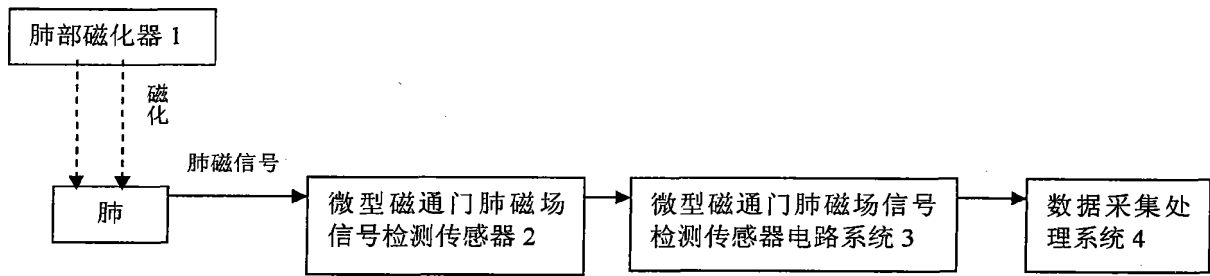 肺部磁化器 1
磁
化
肺磁信号
肺
微型磁通门肺磁场
信号检测传感器 2
微型磁通门肺磁场信号
检测传感器电路系统 3
数据采集处
理系统 4